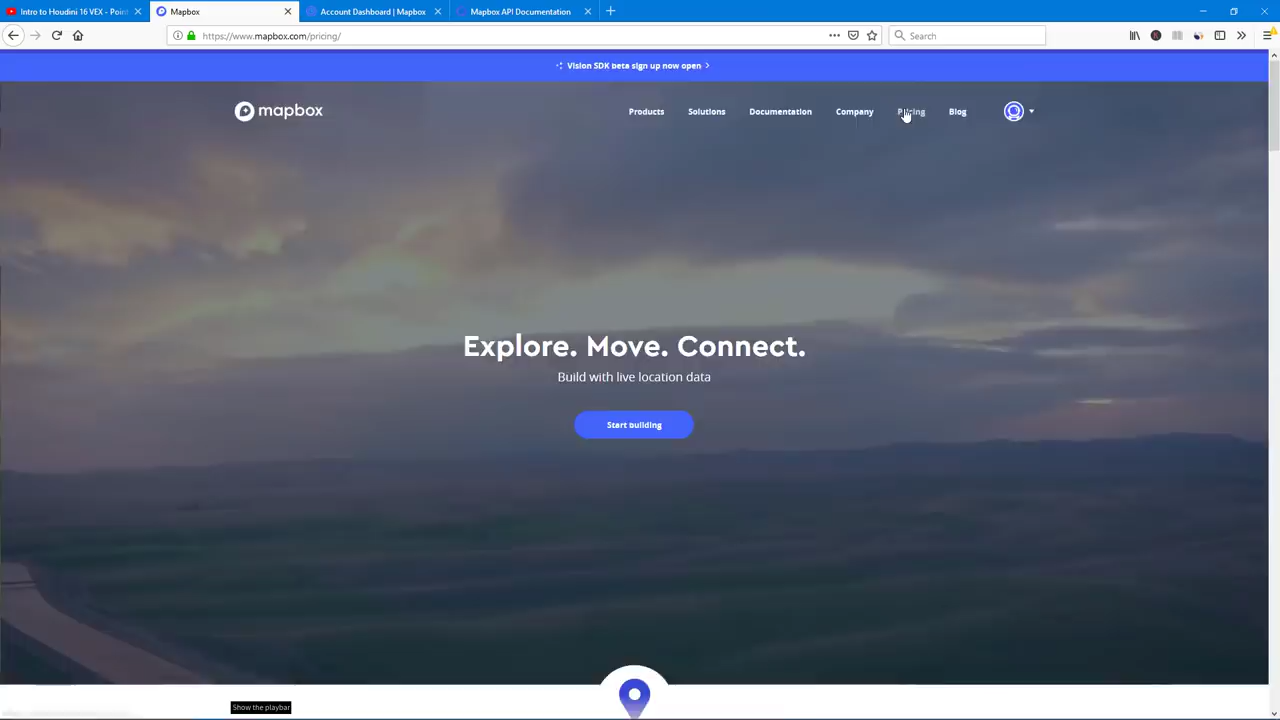 Intro to Houdini 16 VEX - Point
Mapbox
Account Dashboard | Mapbox
Mapbox API Documentation
https://www.mapbox.com/pricing/
Search
Vision SDK beta sign up now open
mapbox
Products
Solutions
Documentation
Company
Pricing
Blog
Explore. Move. Connect.
Build with live location data
Start building
Show the playbar